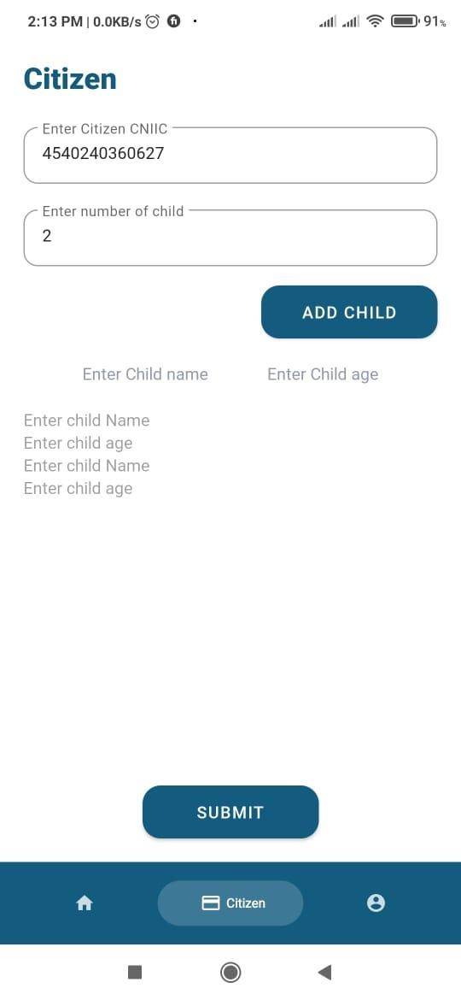 2:13 PM | 0.0KB/s 91%
Citizen
Enter Citizen CNIIC
4540240360627
Enter number of child
2
ADD CHILD
Enter Child name Enter Child age
Enter child Name
Enter child age
Enter child Name
Enter child age
SUBMIT
Citizen